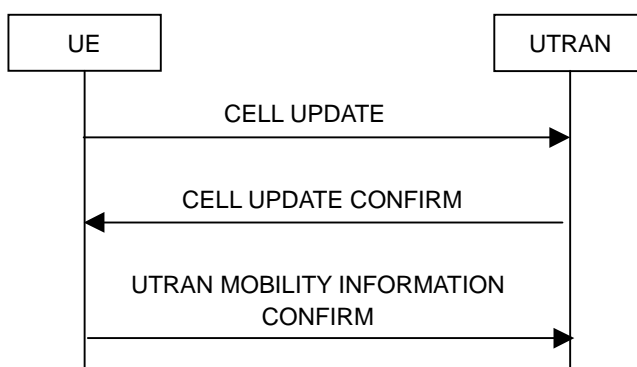 UE
UTRAN
CELL UPDATE
CELL UPDATE CONFIRM
UTRAN MOBILITY INFORMATION
CONFIRM